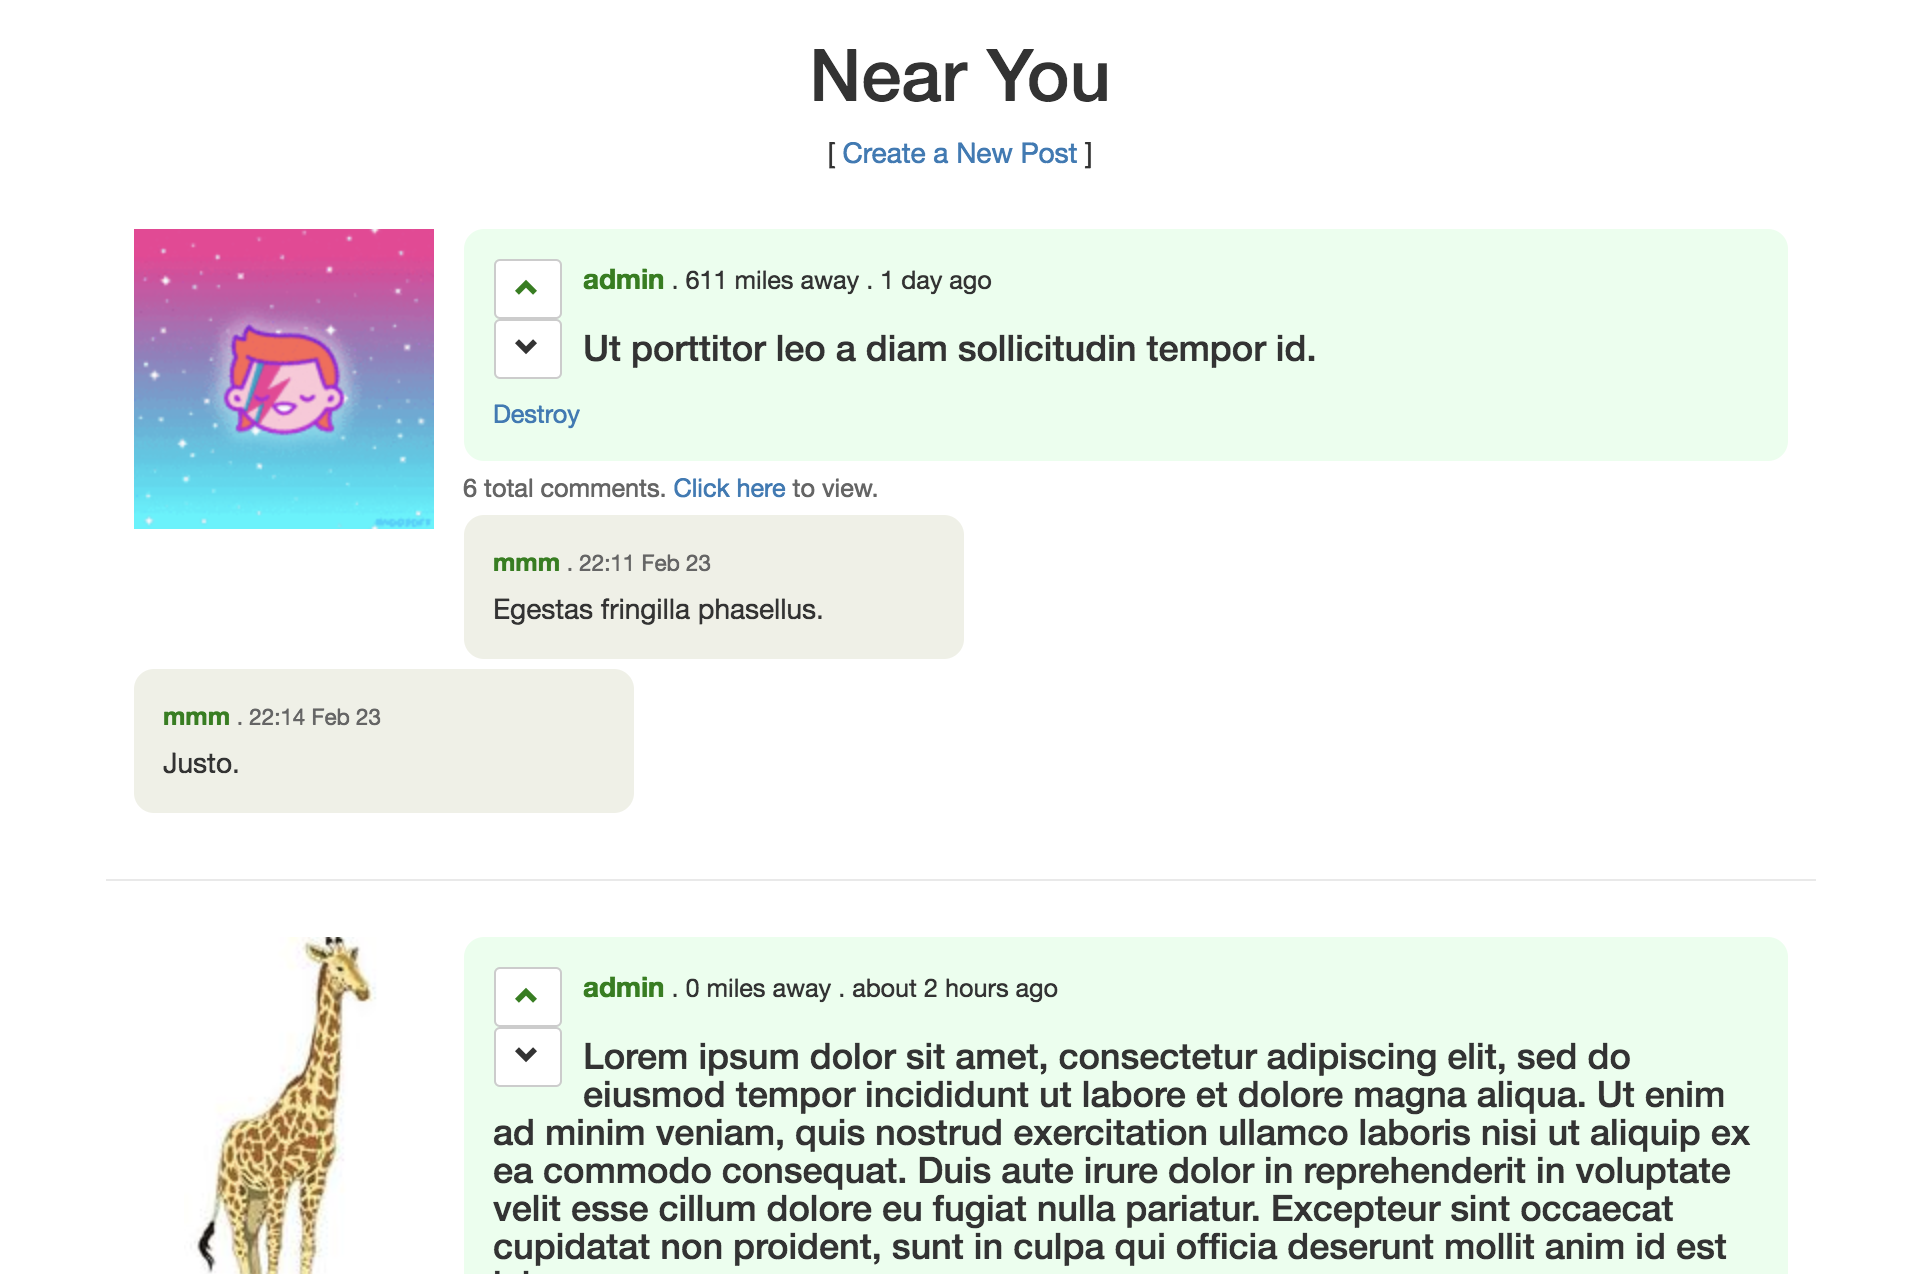 Near You
[ Create a New Post ]
admin . 611 miles away . 1 day ago
Ut porttitor leo a diam sollicitudin tempor id.
Destroy
6 total comments. Click here to view.
mmm . 22:11 Feb 23
Egestas fringilla phasellus.
mmm . 22:14 Feb 23
Justo.
admin . 0 miles away . about 2 hours ago
Lorem ipsum dolor sit amet, consectetur adipiscing elit, sed do
eiusmod tempor incididunt ut labore et dolore magna aliqua. Ut enim
ad minim veniam, quis nostrud exercitation ullamco laboris nisi ut aliquip ex
ea commodo consequat. Duis aute irure dolor in reprehenderit in voluptate
velit esse cillum dolore eu fugiat nulla pariatur. Excepteur sint occaecat
cupidatat non proident, sunt in culpa qui officia deserunt mollit anim id est